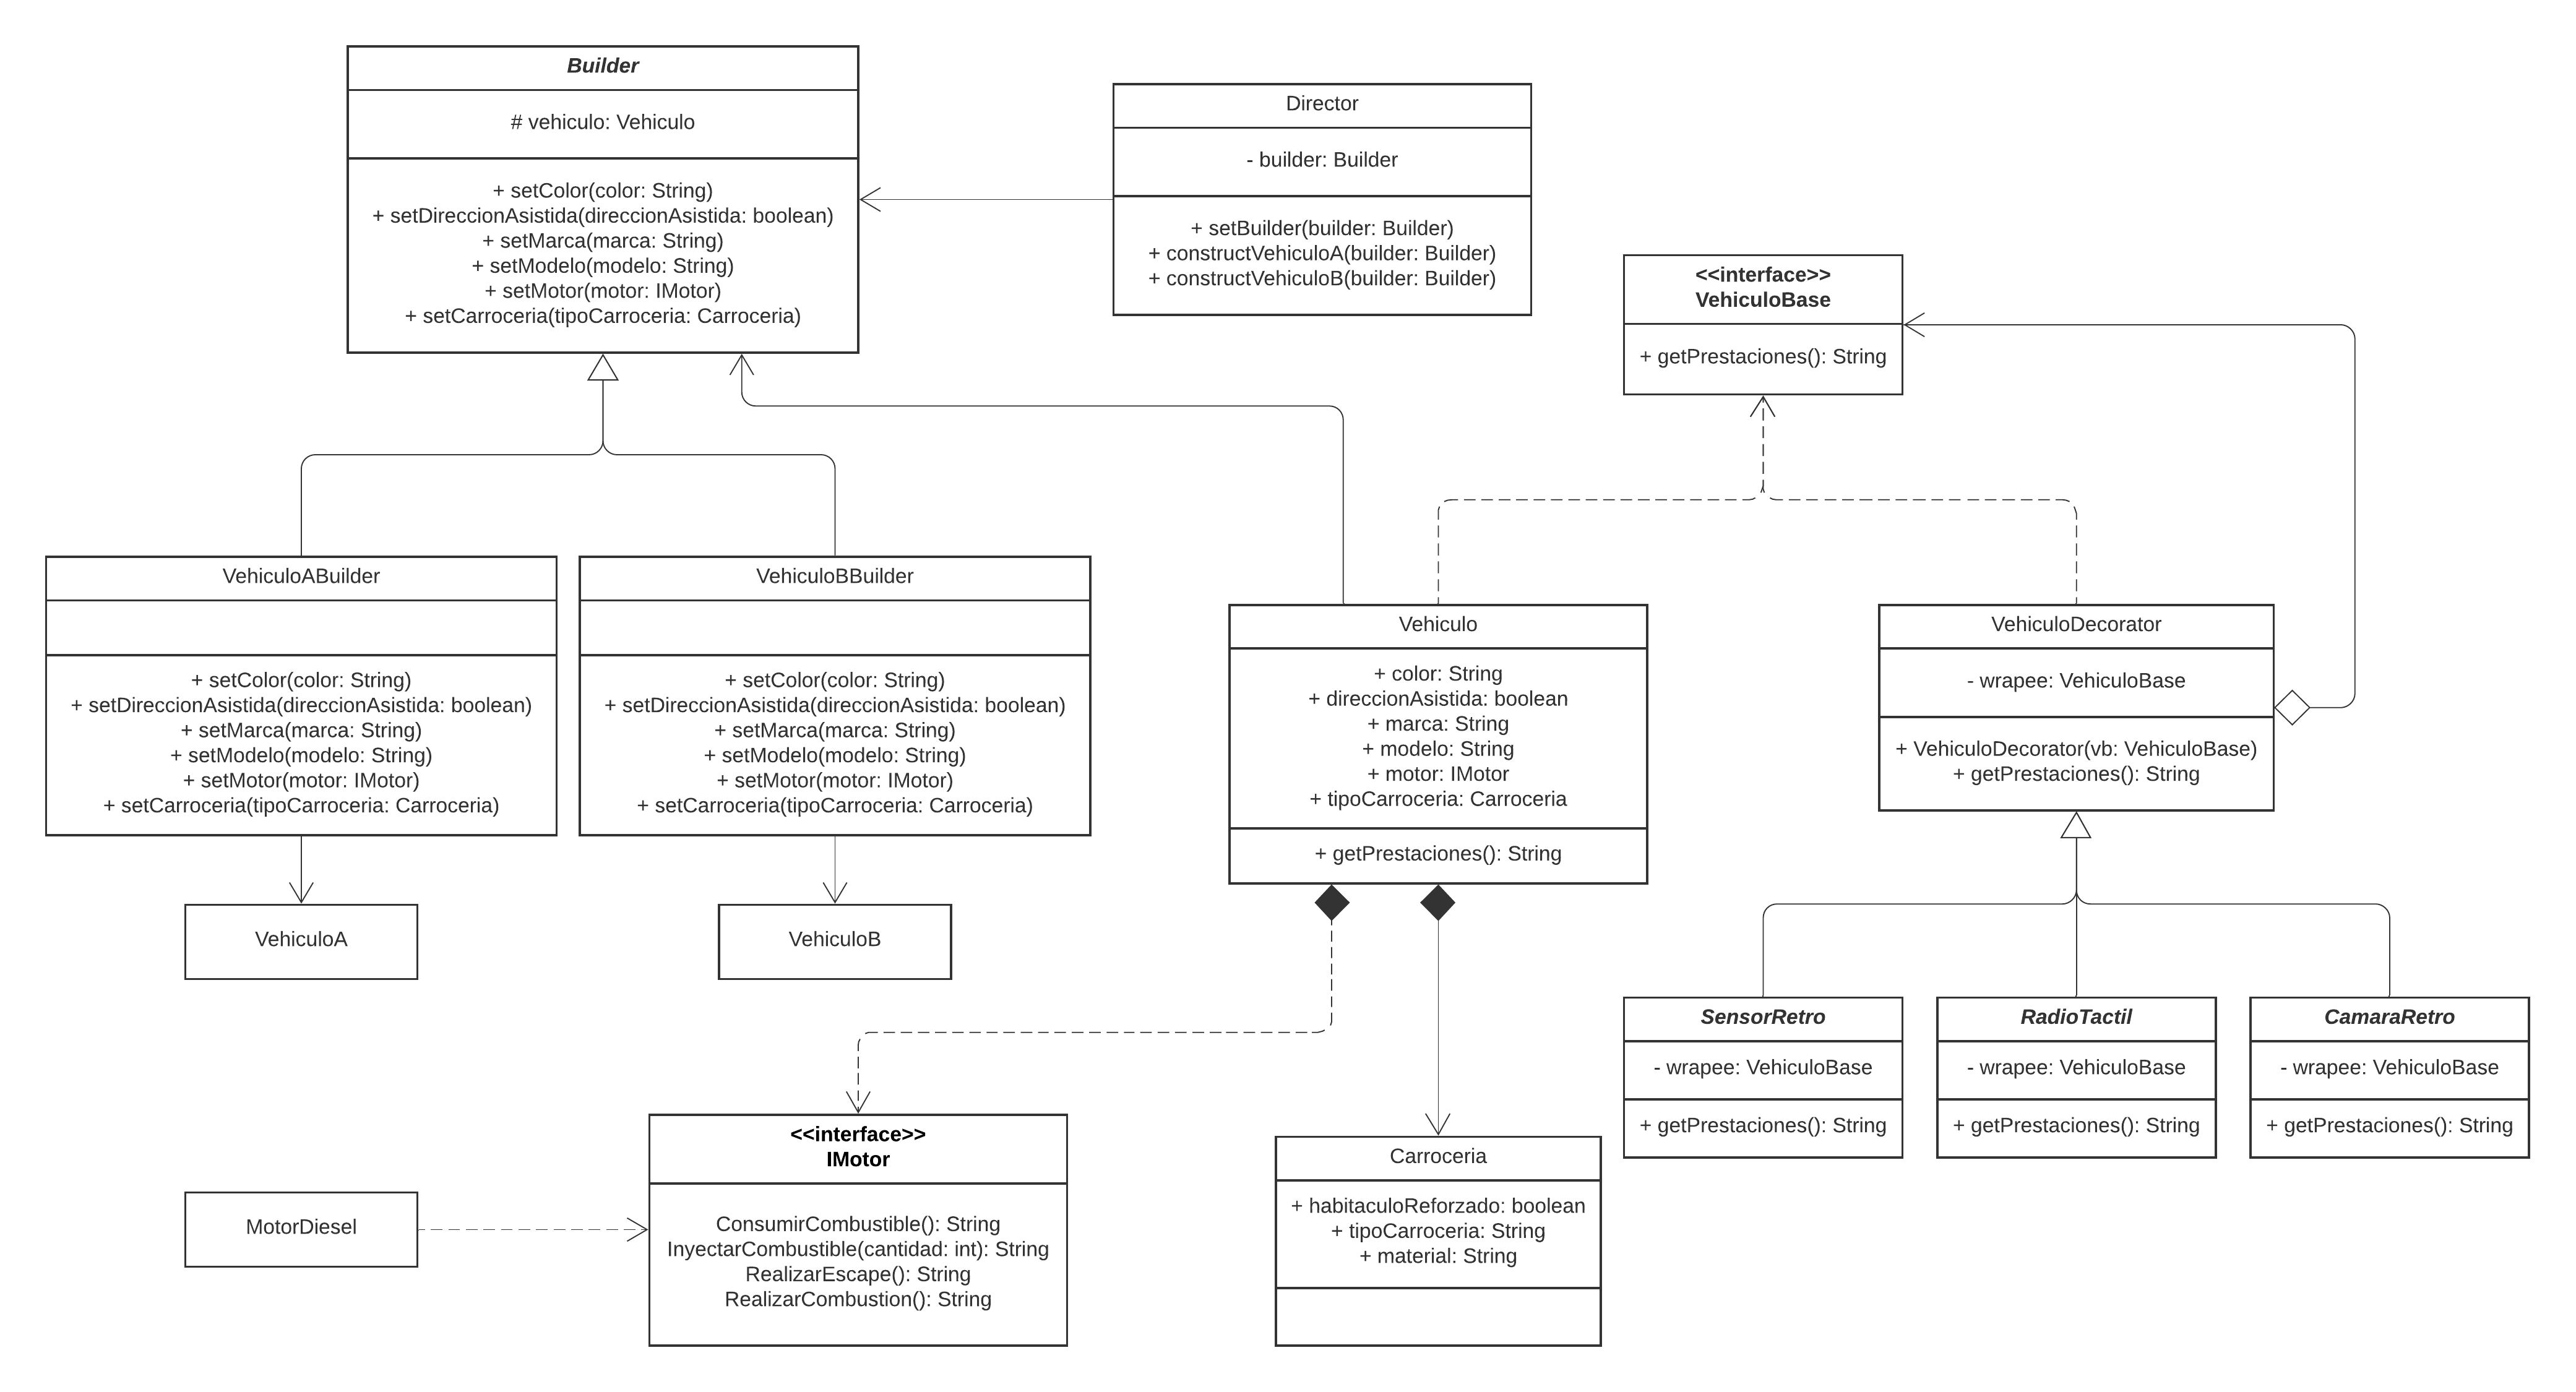 Builder
# vehiculo: Vehiculo
+ setColor(color: String)
+ setDireccionAsistida(direccionAsistida: boolean)
+ setMarca(marca: String)
+ setModelo(modelo: String)
+ setMotor(motor: IMotor)
+ setCarroceria(tipoCarroceria: Carroceria)
Director
- builder: Builder
+ setBuilder(builder: Builder)
+ constructVehiculoA(builder: Builder)
+ constructVehiculoB(builder: Builder)
<<interface>>
VehiculoBase
+ getPrestaciones(): String
VehiculoABuilder
+ setColor(color: String)
+ setDireccionAsistida(direccionAsistida: boolean)
+ setMarca(marca: String)
+ setModelo(modelo: String)
+ setMotor(motor: IMotor)
+ setCarroceria(tipoCarroceria: Carroceria)
VehiculoBBuilder
+ setColor(color: String)
+ setDireccionAsistida(direccionAsistida: boolean)
+ setMarca(marca: String)
+ setModelo(modelo: String)
+ setMotor(motor: IMotor)
+ setCarroceria(tipoCarroceria: Carroceria)
Vehiculo
+ color: String
+ direccionAsistida: boolean
+ marca: String
+ modelo: String
+ motor: IMotor
+ tipoCarroceria: Carroceria
+ getPrestaciones(): String
VehiculoDecorator
- wrapee: VehiculoBase
+ VehiculoDecorator(vb: VehiculoBase)
+ getPrestaciones(): String
VehiculoA
VehiculoB
SensorRetro
- wrapee: VehiculoBase
+ getPrestaciones(): String
RadioTactil
- wrapee: VehiculoBase
+ getPrestaciones(): String
CamaraRetro
- wrapee: VehiculoBase
+ getPrestaciones(): String
MotorDiesel
<<interface>>
IMotor
ConsumirCombustible(): String
InyectarCombustible(cantidad: int): String
RealizarEscape(): String
RealizarCombustion(): String
Carroceria
+ habitaculoReforzado: boolean
+ tipoCarroceria: String
+ material: String